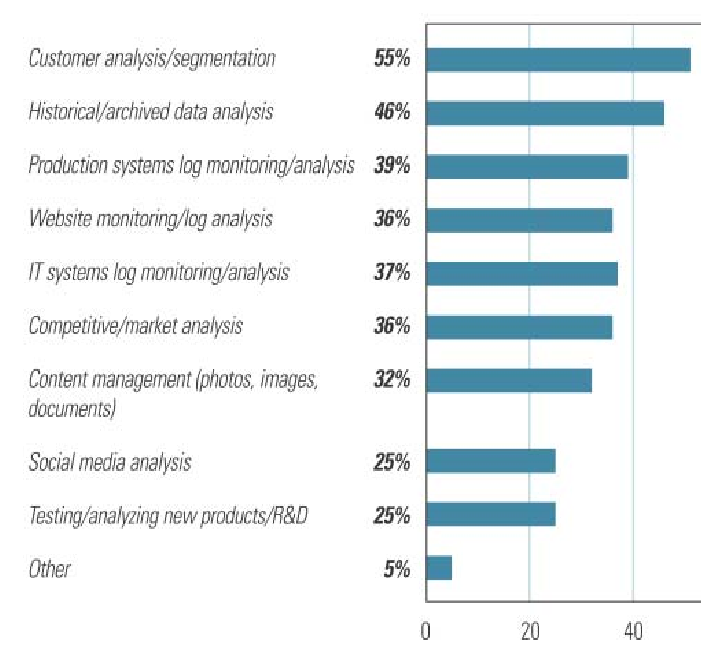 Customer analysis/segmentation 55%
Historical/archived data analysis 46%
Production systems log monitoring/analysis 39%
Website monitoring/log analysis 36%
IT systems log monitoring/analysis 37%
Competitive/market analysis 36%
Content management (photos, images, 32%
documents)
Social media analysis 25%
Testing/analyzing new products/R&D 25%
Other 5%
0 20 40